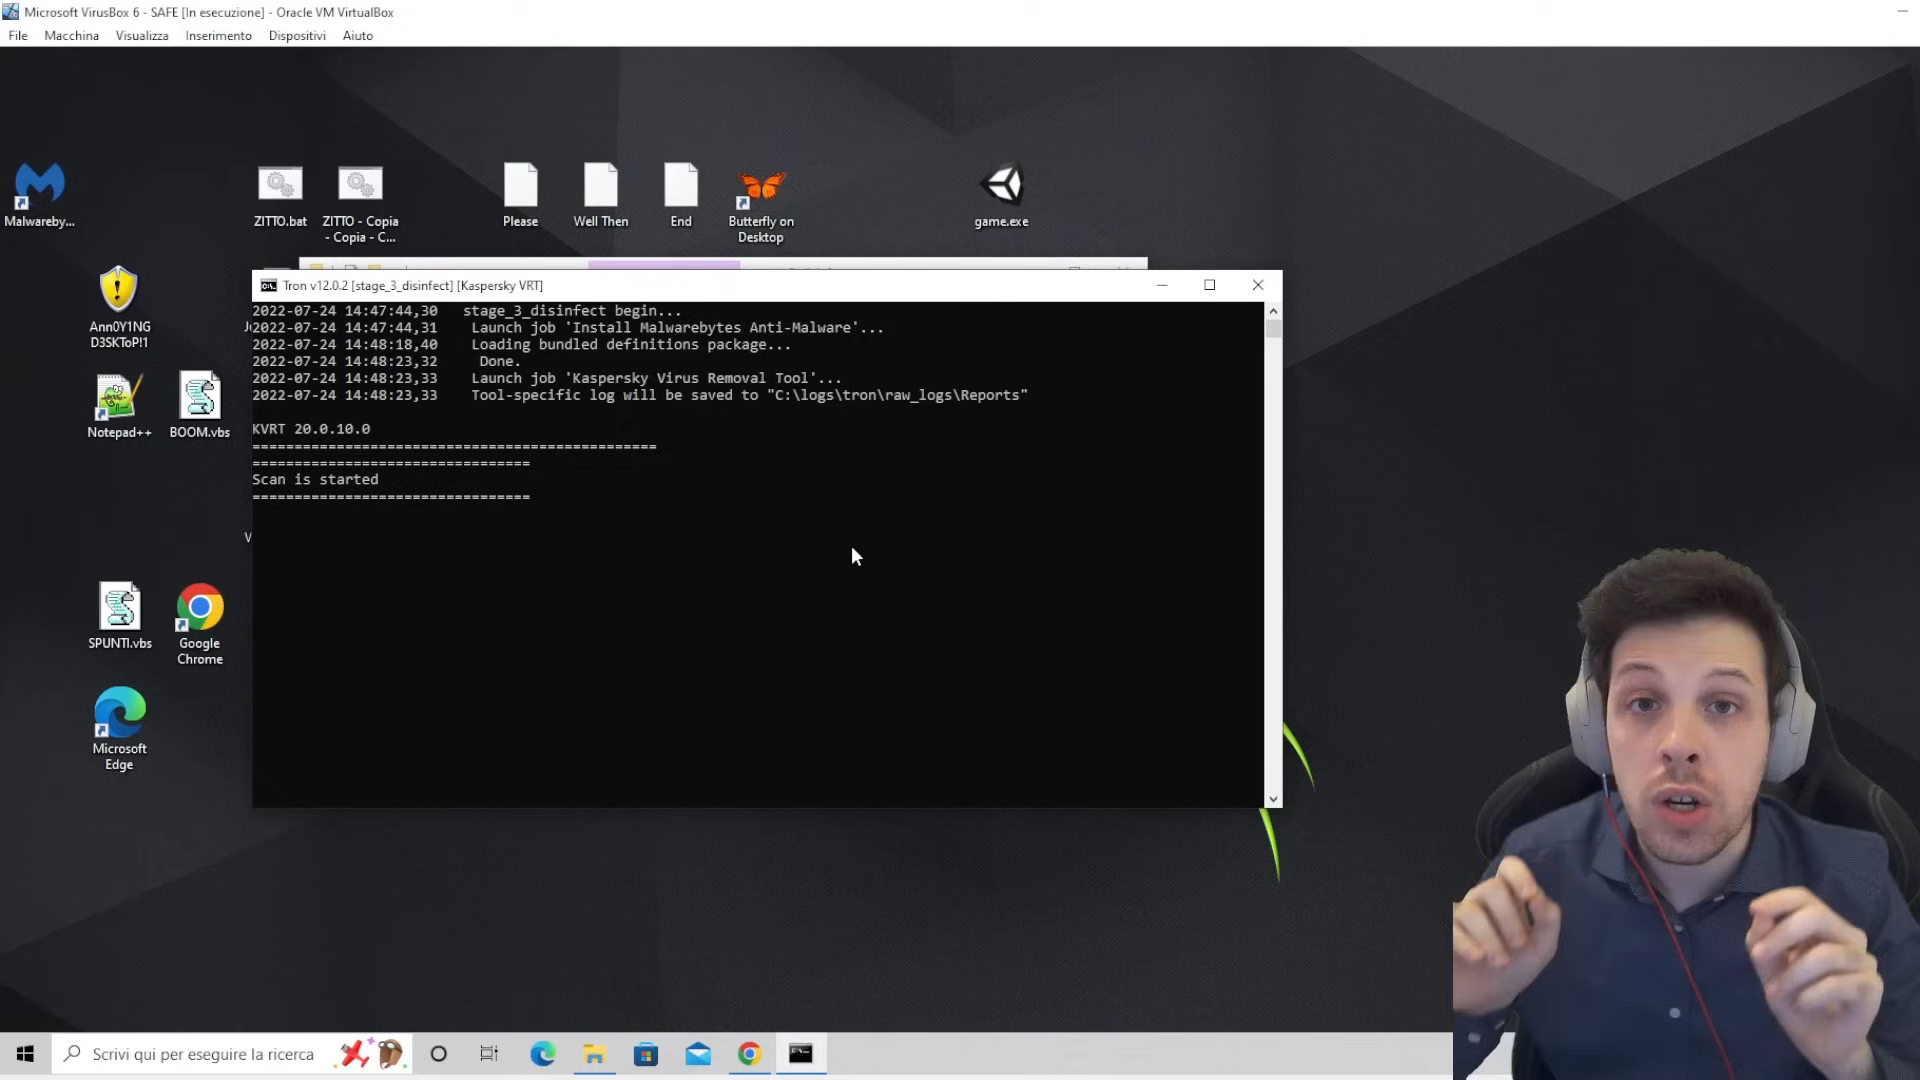 Microsoft VirusBox 6 - SAFE [In esecuzione] - Oracle VM VirtualBox
File Macchina Visualizza Inserimento Dispositivi Aiuto
Malwareby...
ZITTO.bat
ZITTO - Copia
- Copia - C...
Please
Well Then
End
Butterfly on
Desktop
game.exe
Ann0Y1NG
D3SKToP!1
Notepad++
BOOM.vbs
SPUNTI.vbs
Google
Chrome
Microsoft
Edge
Tron v12.0.2 [stage_3_disinfect] [Kaspersky VRT]
2022-07-24 14:47:44,30   stage_3_disinfect begin...
2022-07-24 14:47:44,31    Launch job 'Install Malwarebytes Anti-Malware'...
2022-07-24 14:48:18,40    Loading bundled definitions package...
2022-07-24 14:48:23,32     Done.
2022-07-24 14:48:23,33    Launch job 'Kaspersky Virus Removal Tool'...
2022-07-24 14:48:23,33    Tool-specific log will be saved to "C:\logs\tron\raw_logs\Reports"
KVRT 20.0.10.0
================================================
=================================
Scan is started
=================================
Scrivi qui per eseguire la ricerca